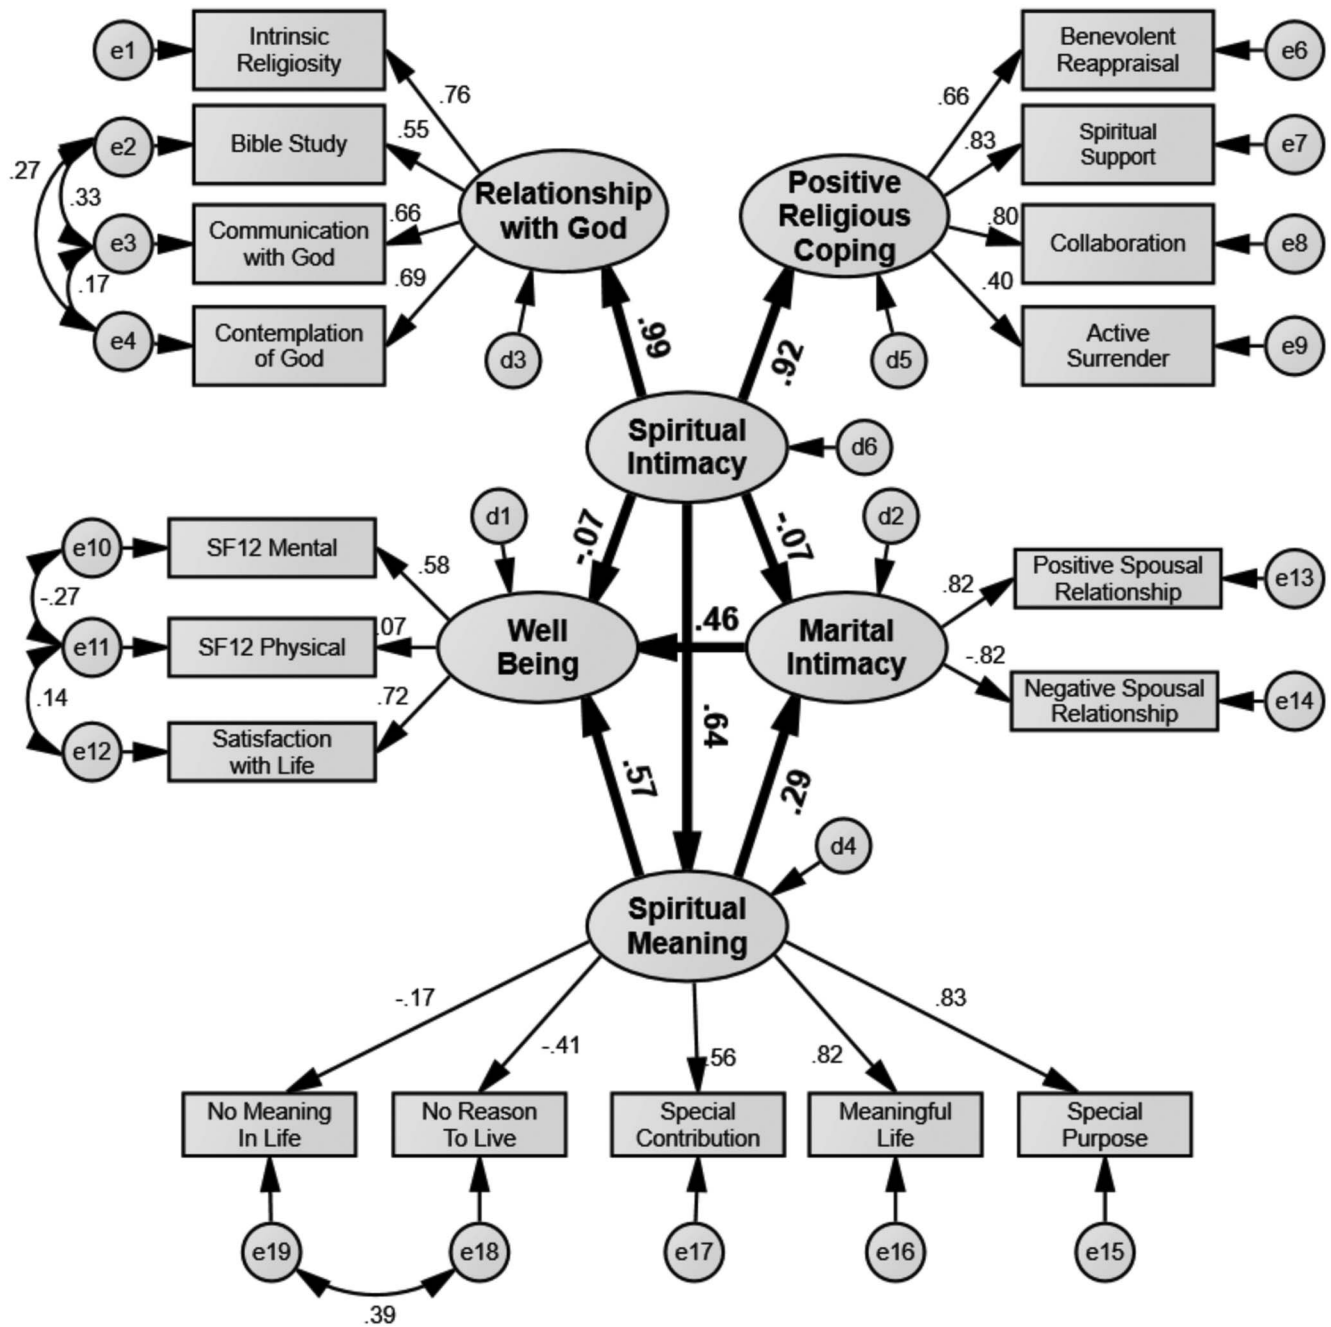 e1
Intrinsic
Religiosity
.76
e2
Bible Study
.55
.27
.33
e3
Communication
with God
.66
.17
e4
Contemplation
of God
.69
Relationship
with God
d3
.99
Positive
Religious
Coping
d5
.92
.66
Benevolent
Reappraisal
e6
.83
Spiritual
Support
e7
.80
Collaboration
e8
.40
Active
Surrender
e9
Spiritual
Intimacy
d6
-.07
-.07
d1
d2
e10
SF12 Mental
.58
-.27
e11
SF12 Physical
.07
.14
e12
Satisfaction
with Life
.72
Well
Being
.46
Marital
Intimacy
.82
Positive Spousal
Relationship
e13
-.82
Negative Spousal
Relationship
e14
.64
.57
.29
d4
Spiritual
Meaning
-.17
-.41
.56
.82
.83
No Meaning
In Life
No Reason
To Live
Special
Contribution
Meaningful
Life
Special
Purpose
e19
e18
e17
e16
e15
.39